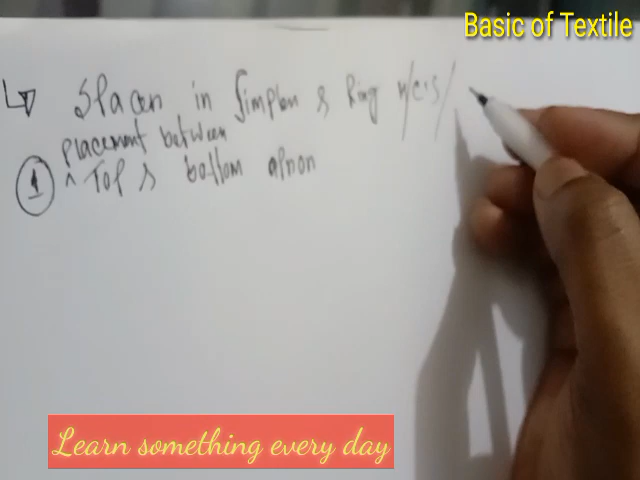 Basic of Textile
Spacer in Simplex & Ring M/C's/
placement between
① ^ Top & bottom apron
Learn something every day